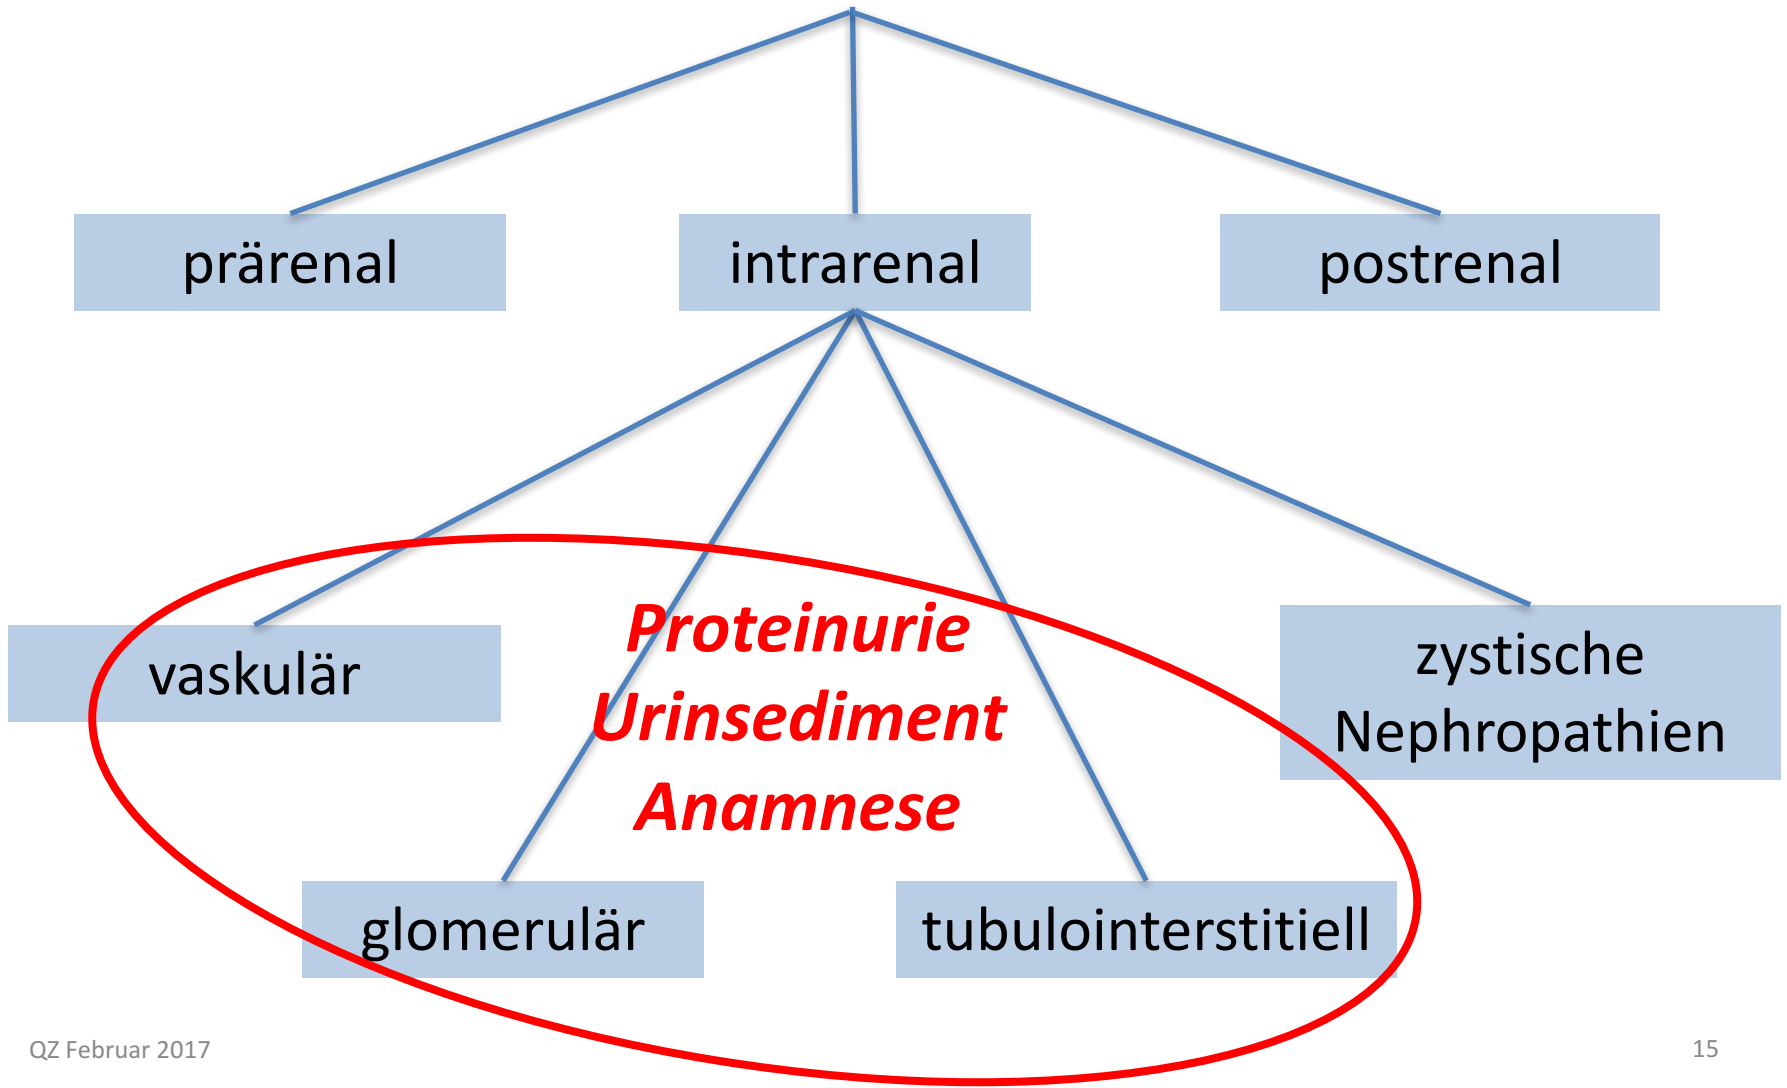 prärenal
intrarenal
postrenal
Proteinurie
Urinsediment
Anamnese
vaskulär
zystische
Nephropathien
glomerulär
tubulointerstitiell
QZ Februar 2017
15